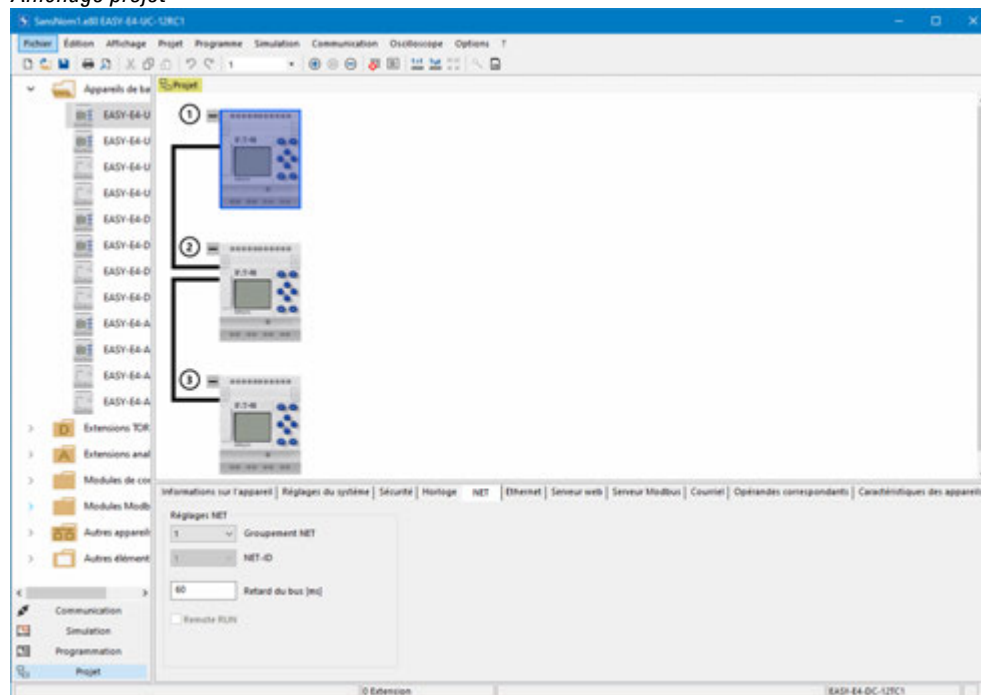 Affichage projet
SansNom1.e80 EASY-E4-UC-12RC1
Fichier Édition Affichage Projet Programme Simulation Communication Oscilloscope Options ?
1
Projet
Appareils de ba
EASY-E4-U
EASY-E4-U
EASY-E4-U
EASY-E4-U
EASY-E4-D
EASY-E4-D
EASY-E4-D
EASY-E4-D
EASY-E4-A
EASY-E4-A
EASY-E4-A
EASY-E4-A
Extensions TOR
Extensions anal
Modules de con
Modules Modb
Autres appareil
Autres élément
Communication
Simulation
Programmation
Projet
1
2
3
Informations sur l'appareil Réglages du système Sécurité Horloge NET Ethernet Serveur web Serveur Modbus Courriel Opérandes correspondants Caractéristiques des appareil
Réglages NET
1 Groupement NET
1 NET-ID
60 Retard du bus [ms]
Remote RUN
0 Extension
EASY-E4-DC-12TC1